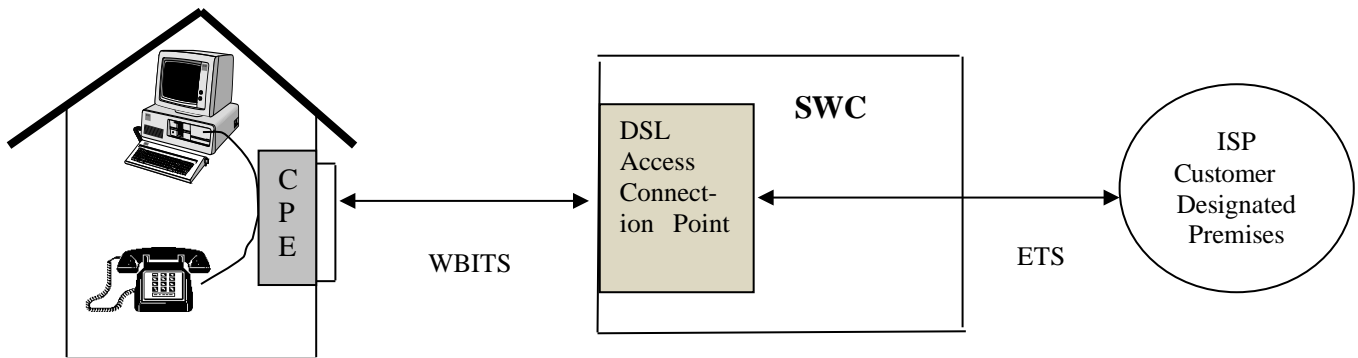 C
P
E
WBITS
DSL
Access
Connect-
ion Point
SWC
ETS
ISP
Customer
Designated
Premises